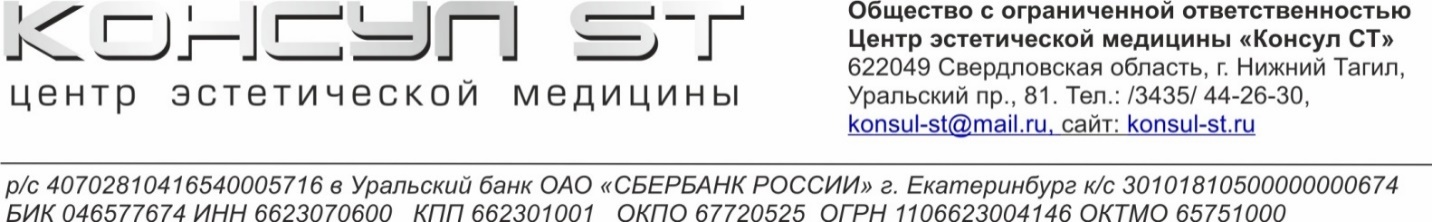 КОНСУЛ ST
центр эстетической медицины
Общество с ограниченной ответственностью
Центр эстетической медицины «Консул СТ»
622049 Свердловская область, г. Нижний Тагил,
Уральский пр., 81. Тел.: /3435/ 44-26-30,
konsul-st@mail.ru, сайт: konsul-st.ru
р/с 40702810416540005716 в Уральский банк ОАО «СБЕРБАНК РОССИИ» г. Екатеринбург к/с 30101810500000000674
БИК 046577674 ИНН 6623070600 КПП 662301001 ОКПО 67720525 ОГРН 1106623004146 ОКТМО 65751000